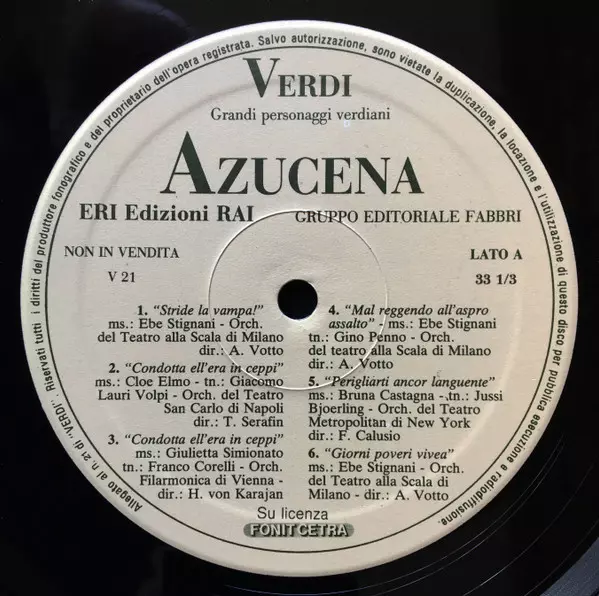 Riservati tutti i diritti del produttore fonografico e del proprietario dell'opera registrata. Salvo autorizzazione, sono vietate la duplicazione, la locazione e l'utilizzazione di questo disco per pubblica esecuzione e radiodiffusione.
VERDI
Grandi personaggi verdiani
AZUCENA
ERI Edizioni RAI GRUPPO EDITORIALE FABBRI
NON IN VENDITA
V 21
LATO A
33 1/3
1. "Stride la vampa!"
ms.: Ebe Stignani - Orch.
del Teatro alla Scala di Milano
dir.: A. Votto
2. "Condotta ell'era in ceppi"
ms.: Cloe Elmo - tn.: Giacomo
Lauri Volpi - Orch. del Teatro
San Carlo di Napoli
dir.: T. Serafin
3. "Condotta ell'era in ceppi"
ms.: Giulietta Simionato
tn.: Franco Corelli - Orch.
Filarmonica di Vienna -
dir.: H. von Karajan
4. "Mal reggendo all'aspro
assalto" - ms.: Ebe Stignani
tn.: Gino Penno - Orch.
del teatro alla Scala di Milano
dir.: A. Votto
5. "Perigliarti ancor languente"
ms.: Bruna Castagna -,tn.: Jussi
Bjoerling - Orch. del Teatro
Metropolitan di New York
dir.: F. Calusio
6. "Giorni poveri vivea"
ms.: Ebe Stignani - Orch.
del Teatro alla Scala di
Milano - dir.: A. Votto
Su licenza
FONIT CETRA
Allegato al n. 21 di "VERDI"